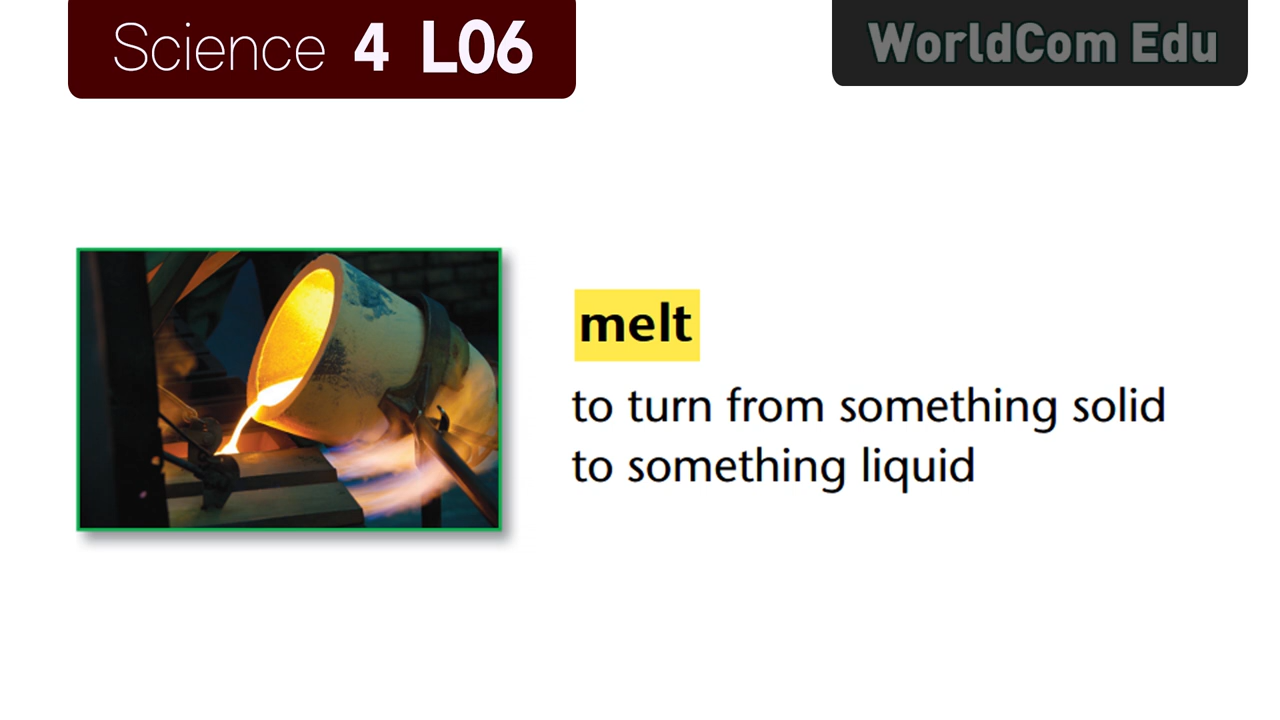 Science 4 L06
WorldCom Edu
melt
to turn from something solid
to something liquid